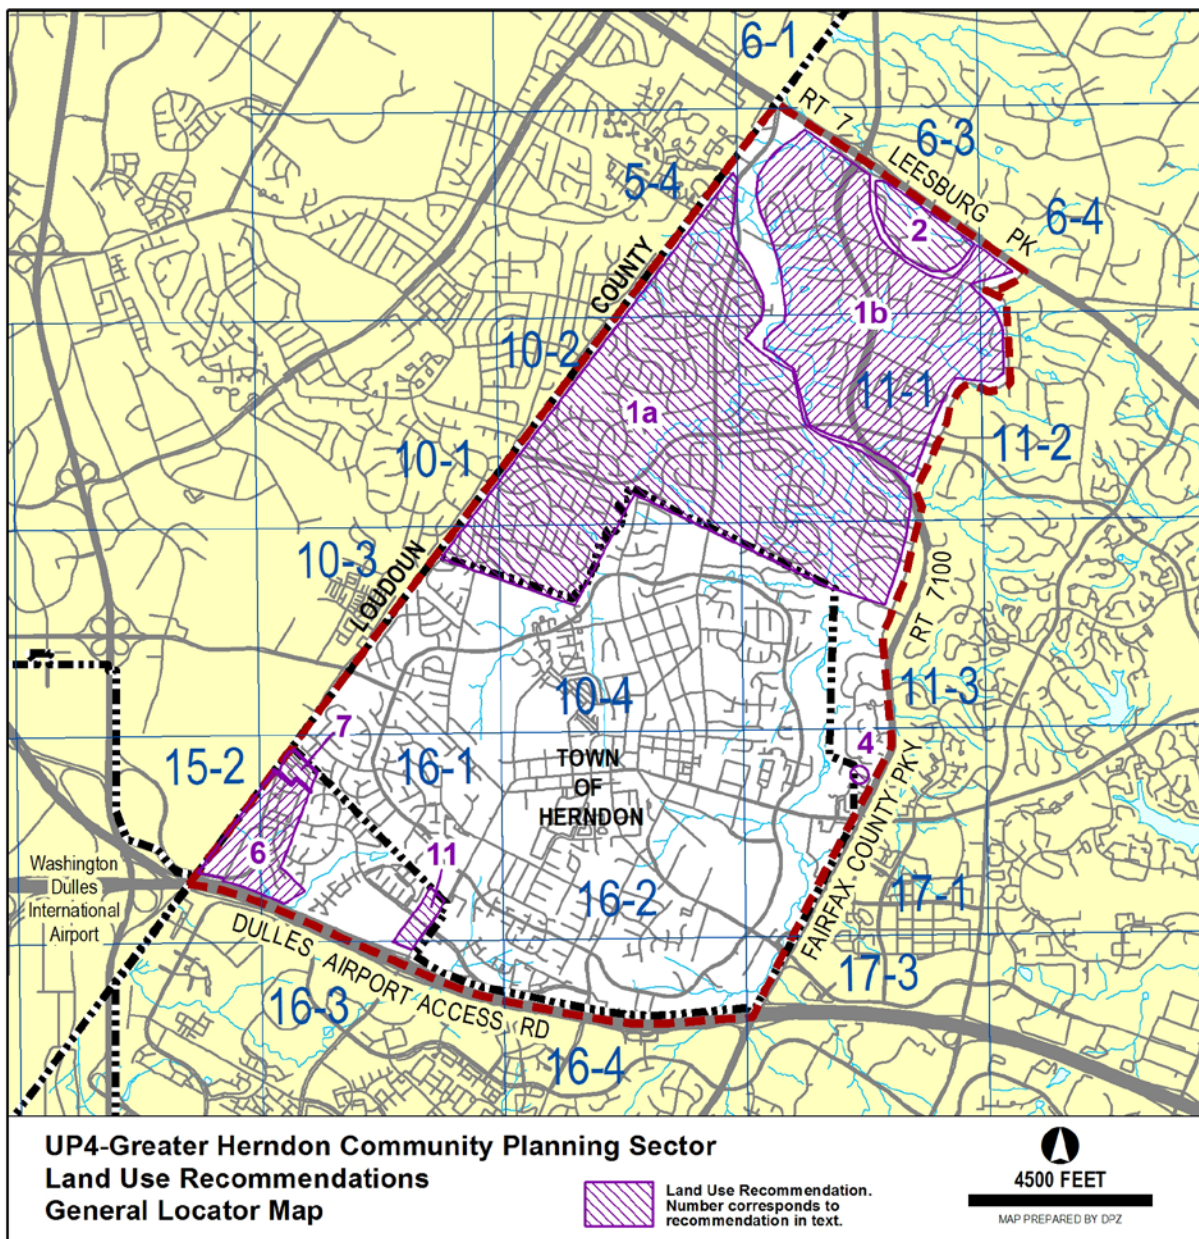 6-1
RT 7
6-3
LEESBURG
5-4
6-4
2
PK
COUNTY
1b
10-2
11-1
1a
11-2
10-1
10-3
LOUDOUN
RT 7100
11-3
10-4
7
4
15-2
16-1
TOWN
OF
HERNDON
FAIRFAX COUNTY PKY
6
11
Washington
Dulles
International
Airport
16-2
17-1
DULLES AIRPORT ACCESS RD
17-3
16-3
16-4
UP4-Greater Herndon Community Planning Sector
Land Use Recommendations
General Locator Map
Land Use Recommendation.
Number corresponds to
recommendation in text.
4500 FEET
MAP PREPARED BY DPZ